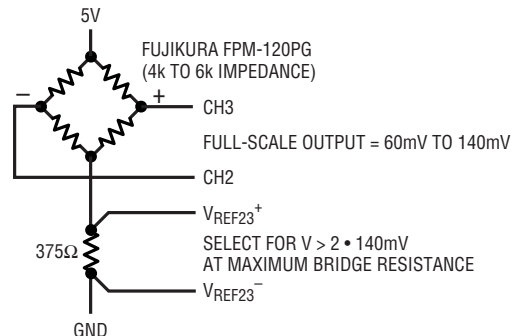 5V
FUJIKURA FPM-120PG
(4k TO 6k IMPEDANCE)
–
+
CH3
FULL-SCALE OUTPUT = 60mV TO 140mV
CH2
VREF23+
375Ω
SELECT FOR V > 2 • 140mV
AT MAXIMUM BRIDGE RESISTANCE
VREF23–
GND